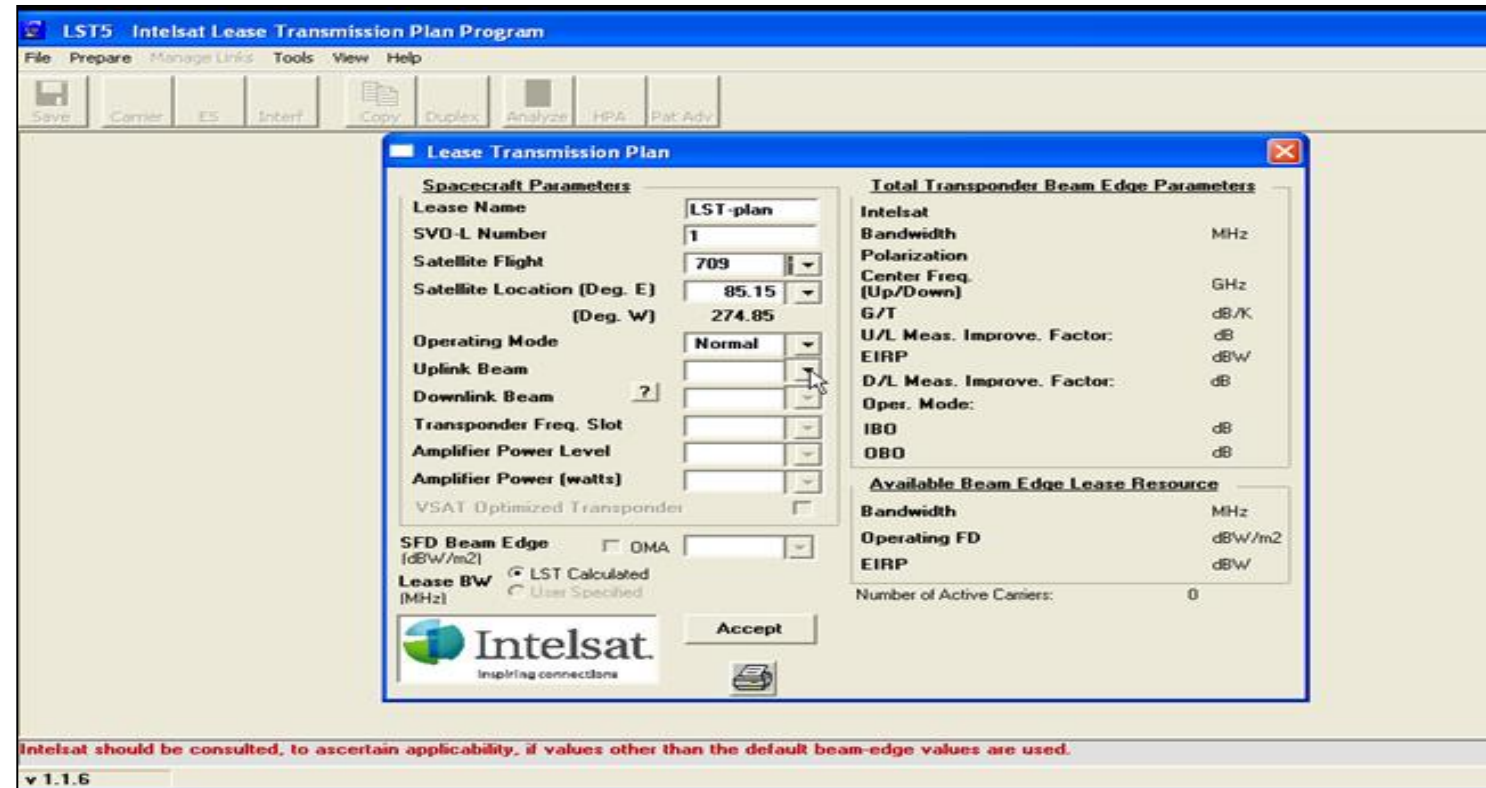 LST5 Intelsat Lease Transmission Plan Program
File Prepare Manage Links Tools View Help
Save Carrier ES Interf Copy Duplex Analyze HPA Pat Adv
Lease Transmission Plan
Spacecraft Parameters
Lease Name LST-plan
SVO-L Number 1
Satellite Flight 709
Satellite Location (Deg. E) 85.15
(Deg. W) 274.85
Operating Mode Normal
Uplink Beam
Downlink Beam ?
Transponder Freq. Slot
Amplifier Power Level
Amplifier Power (watts)
VSAT Optimized Transponder
SFD Beam Edge OMA
(dBW/m2)
Lease BW LST Calculated
(MHz) User Specified
Intelsat.
Inspiring connections
Accept
Total Transponder Beam Edge Parameters
Intelsat
Bandwidth MHz
Polarization
Center Freq.
(Up/Down) GHz
G/T dB/K
U/L Meas. Improve. Factor: dB
EIRP dBW
D/L Meas. Improve. Factor: dB
Oper. Mode:
IBO dB
OBO dB
Available Beam Edge Lease Resource
Bandwidth MHz
Operating FD dBW/m2
EIRP dBW
Number of Active Carriers: 0
Intelsat should be consulted, to ascertain applicability, if values other than the default beam-edge values are used.
v 1.1.6